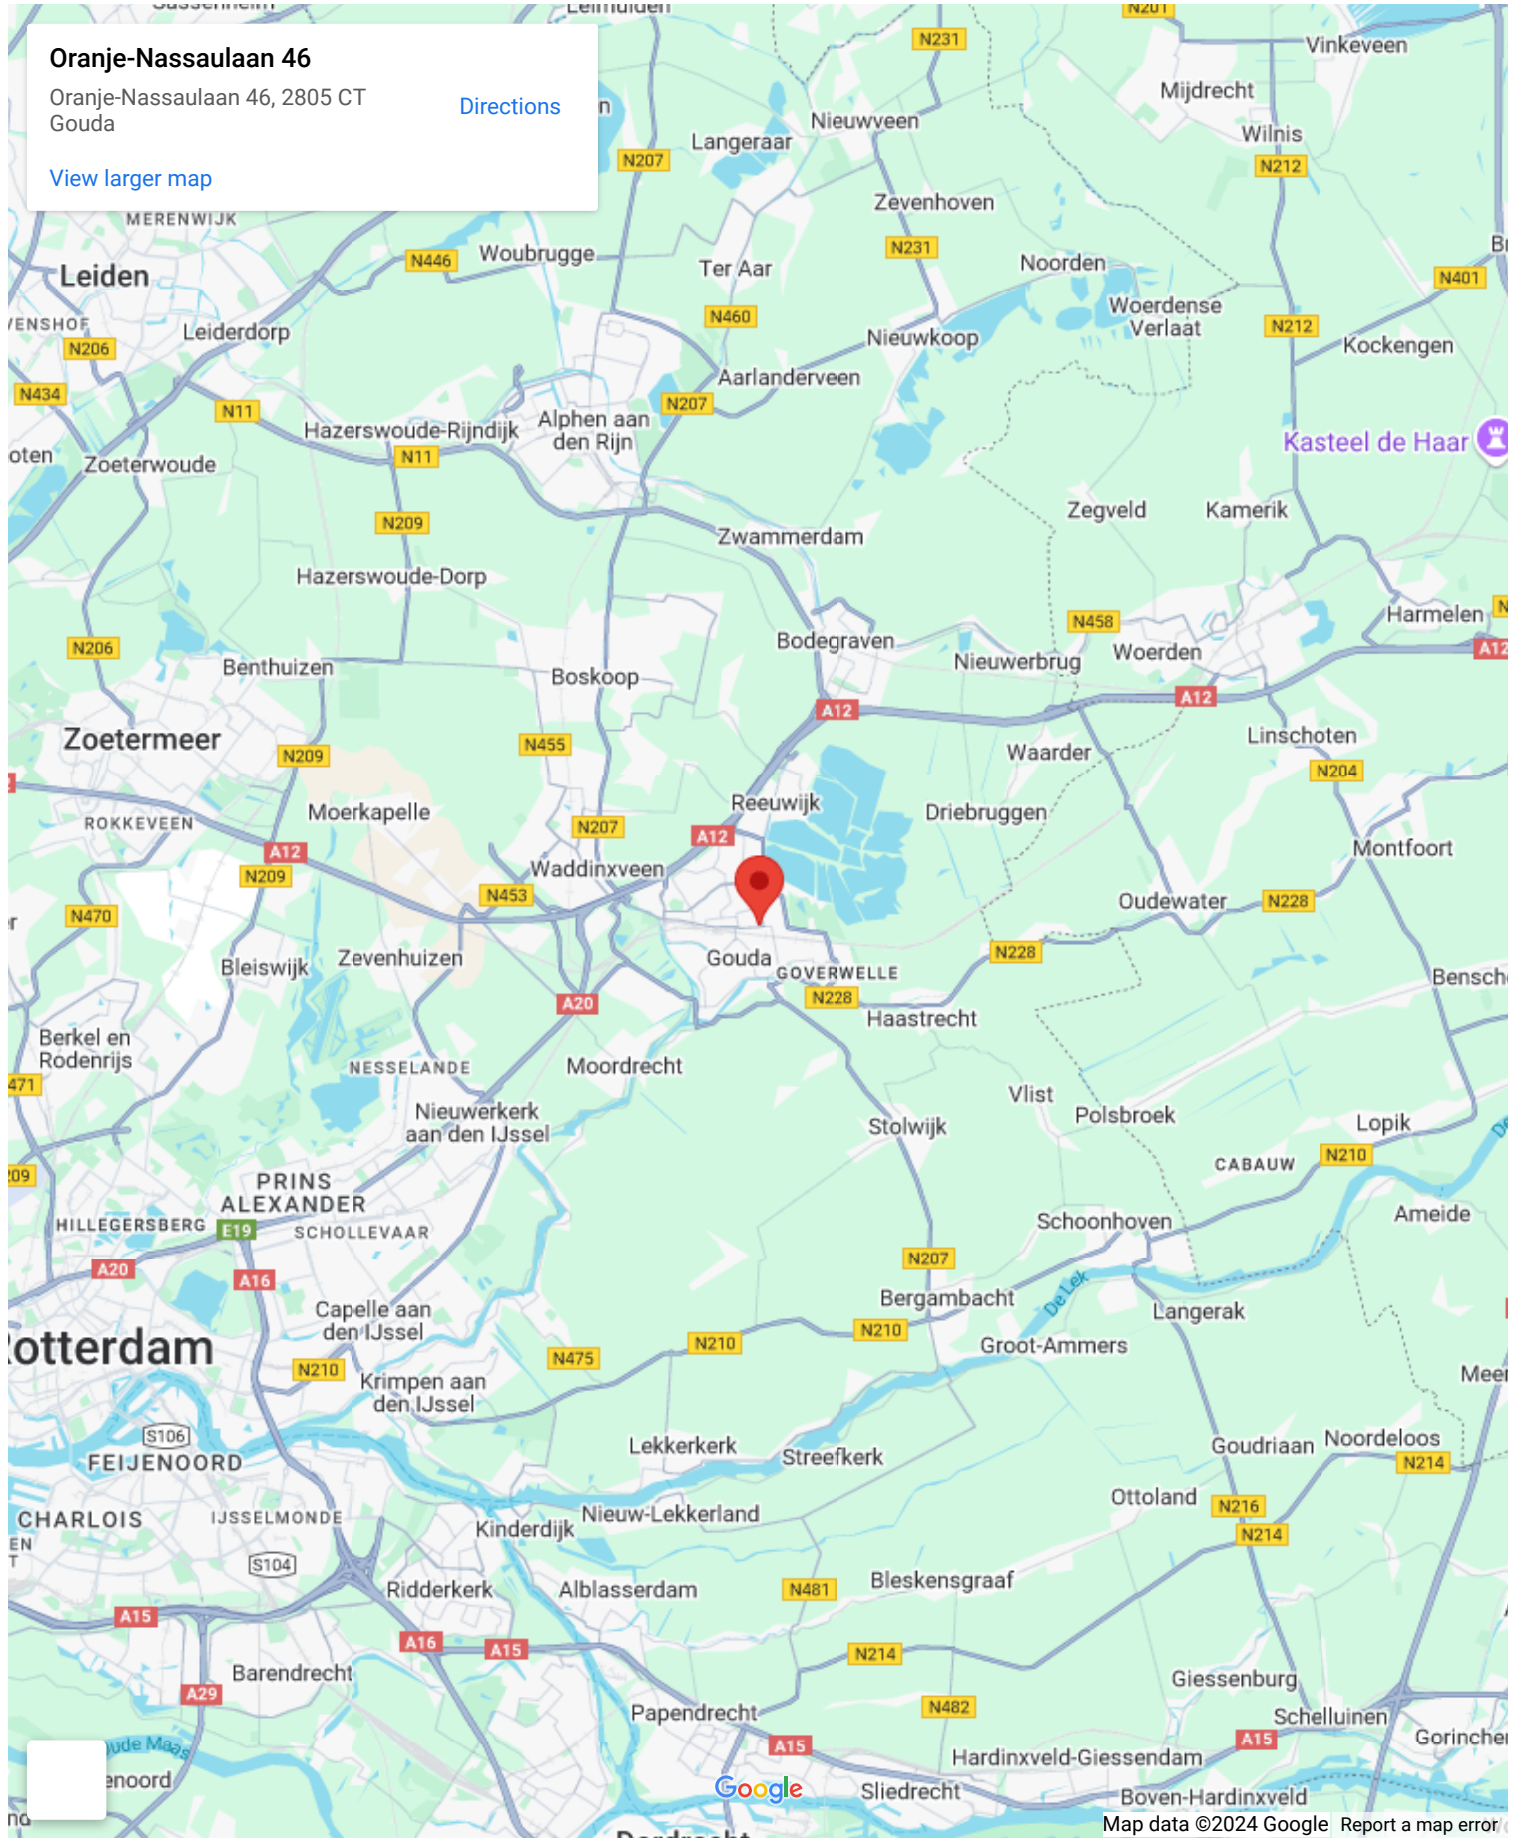 Sassenheim
Leimuiden
N201
Oranje-Nassaulaan 46
Oranje-Nassaulaan 46, 2805 CT
Gouda
Directions
View larger map
N231
Vinkeveen
Mijdrecht
Nieuwveen
Langeraar
Wilnis
N207
N212
Zevenhoven
MERENWIJK
N446
Woubrugge
N231
Ter Aar
Noorden
Leiden
N401
Woerdense
Verlaat
N460
Leiderdorp
N206
Nieuwkoop
N212
Kockengen
Aarlanderveen
N434
N11
N207
Hazerswoude-Rijndijk
Alphen aan
den Rijn
Kasteel de Haar
N11
Zoeterwoude
N209
Zegveld
Kamerik
Zwammerdam
Hazerswoude-Dorp
Harmelen
N458
Bodegraven
N206
Nieuwerbrug
Woerden
A12
Benthuizen
Boskoop
A12
A12
Zoetermeer
N209
N455
Linschoten
Waarder
N204
Moerkapelle
Reeuwijk
Driebruggen
ROKKEVEEN
N207
A12
Montfoort
A12
N209
Waddinxveen
N453
Oudewater
N228
N470
Zevenhuizen
Bleiswijk
Gouda
GOVERWELLE
N228
N228
A20
Haastrecht
Berkel en
Rodenrijs
NESSELANDE
Moordrecht
471
Vlist
Nieuwerkerk
aan den IJssel
Stolwijk
Polsbroek
Lopik
N210
CABAUW
PRINS
ALEXANDER
HILLEGERSBERG
E19
SCHOLLEVAAR
Schoonhoven
Ameide
A20
A16
N207
De Lek
Bergambacht
Langerak
Capelle aan
den IJssel
N210
N210
Groot-Ammers
otterdam
N475
N210
Krimpen aan
den IJssel
S106
Lekkerkerk
Streefkerk
Goudriaan
Noordeloos
FEIJENOORD
N214
CHARLOIS
IJSSELMONDE
Kinderdijk
Nieuw-Lekkerland
Ottoland
N216
N214
S104
Ridderkerk
Alblasserdam
N481
Bleskensgraaf
A15
A16
A15
N214
Barendrecht
A29
Giessenburg
Papendrecht
N482
Schelluinen
A15
A15
Hardinxveld-Giessendam
Google
Sliedrecht
Boven-Hardinxveld
Map data ©2024 Google
Report a map error